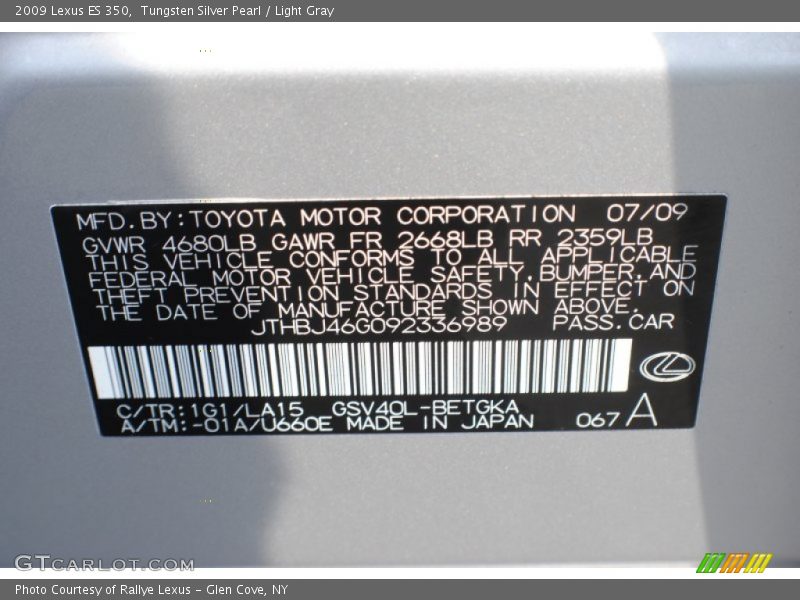 2009 Lexus ES 350,  Tungsten Silver Pearl / Light Gray
MFD.BY:TOYOTA MOTOR CORPORATION 07/09
GVWR 4680LB GAWR FR 2668LB RR 2359LB
THIS VEHICLE CONFORMS TO ALL APPLICABLE
FEDERAL MOTOR VEHICLE SAFETY,BUMPER,AND
THEFT PREVENTION STANDARDS IN EFFECT ON
THE DATE OF MANUFACTURE SHOWN ABOVE.
JTHBJ46G092336989 PASS.CAR
C/TR:1G1/LA15 GSV40L-BETGKA
A/TM:-01A/U660E MADE IN JAPAN 067 A
GTCARLOT.COM
Photo Courtesy of Rallye Lexus - Glen Cove, NY